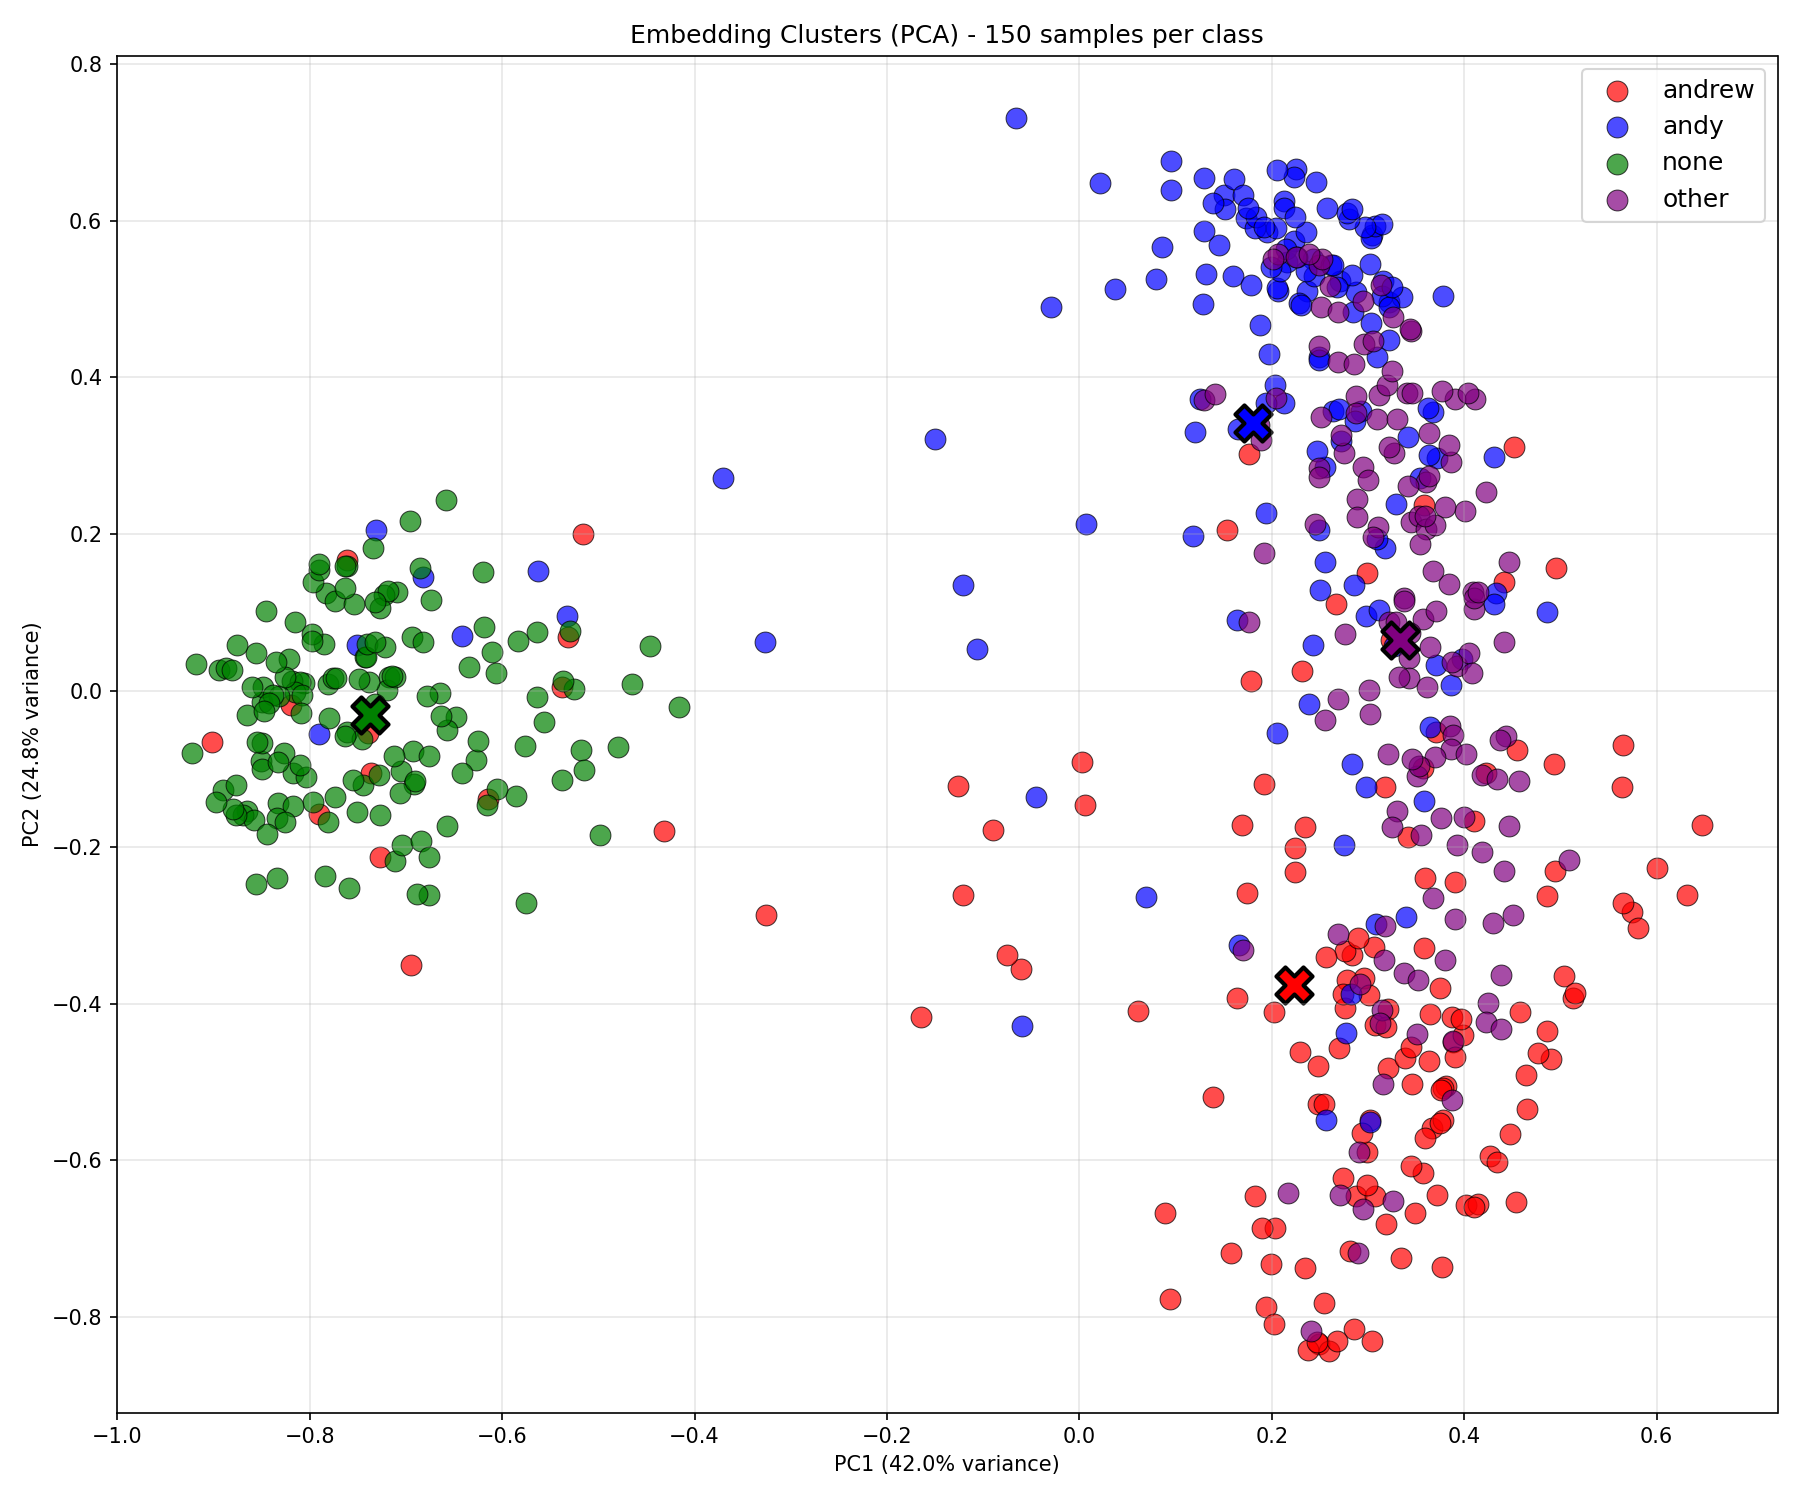 Embedding Clusters (PCA) - 150 samples per class
andrew
andy
none
other
0.8
0.6
0.4
0.2
0.0
−0.2
−0.4
−0.6
−0.8
PC2 (24.8% variance)
−1.0 −0.8 −0.6 −0.4 −0.2 0.0 0.2 0.4 0.6
PC1 (42.0% variance)